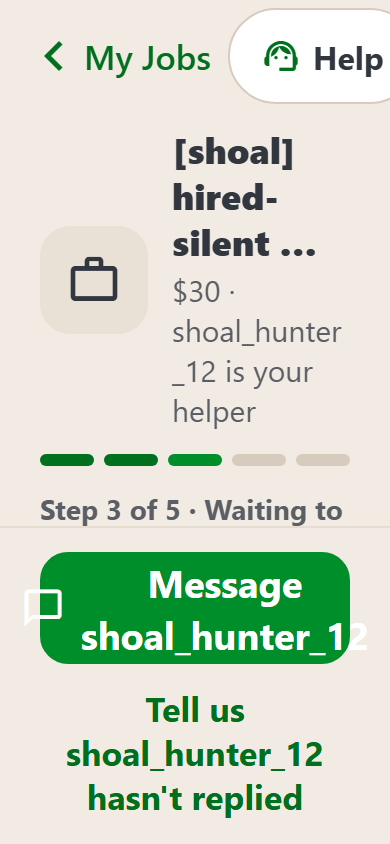 My Jobs
Help
[shoal]
hired-
silent ...
$30 ·
shoal_hunter
_12 is your
helper
Step 3 of 5 · Waiting to
Message
shoal_hunter_12
Tell us
shoal_hunter_12
hasn't replied